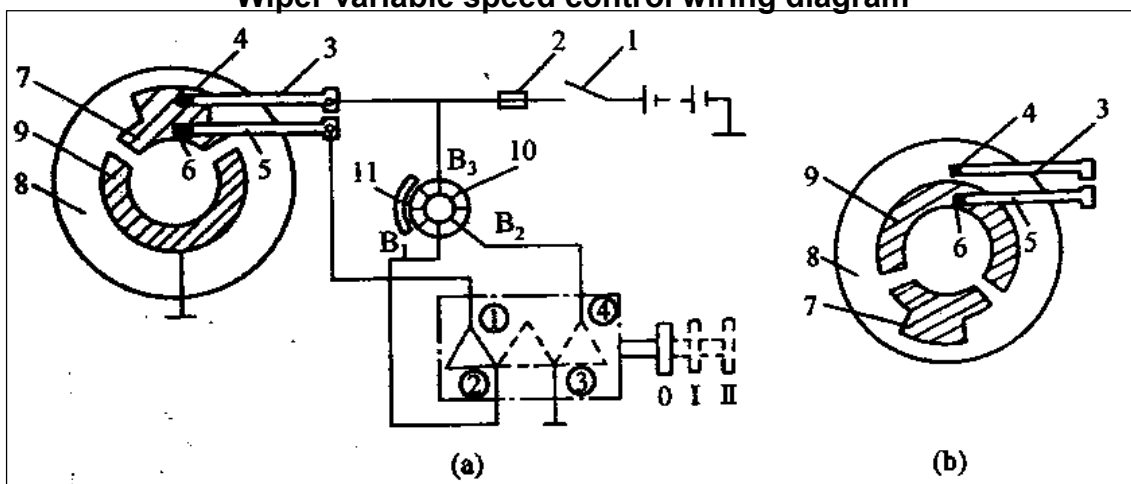 Wiper variable speed control wiring diagram
4 3 2 1
7
9
8
6 5
11 B3 10
B1 B2
① ④
② ③
0 I II
(a)
4 3
9
6 5
8
7
(b)